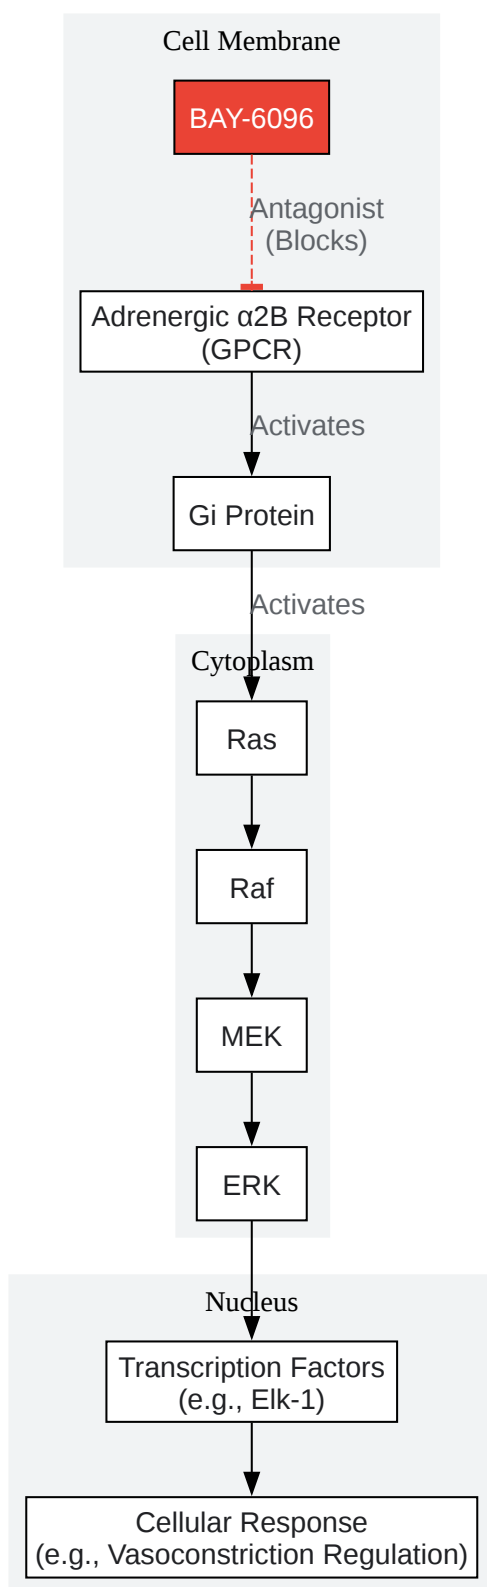 Cell Membrane
BAY-6096
Antagonist
(Blocks)
Adrenergic α2B Receptor
(GPCR)
Activates
Gi Protein
Activates
Cytoplasm
Ras
Raf
MEK
ERK
Nucleus
Transcription Factors
(e.g., Elk-1)
Cellular Response
(e.g., Vasoconstriction Regulation)